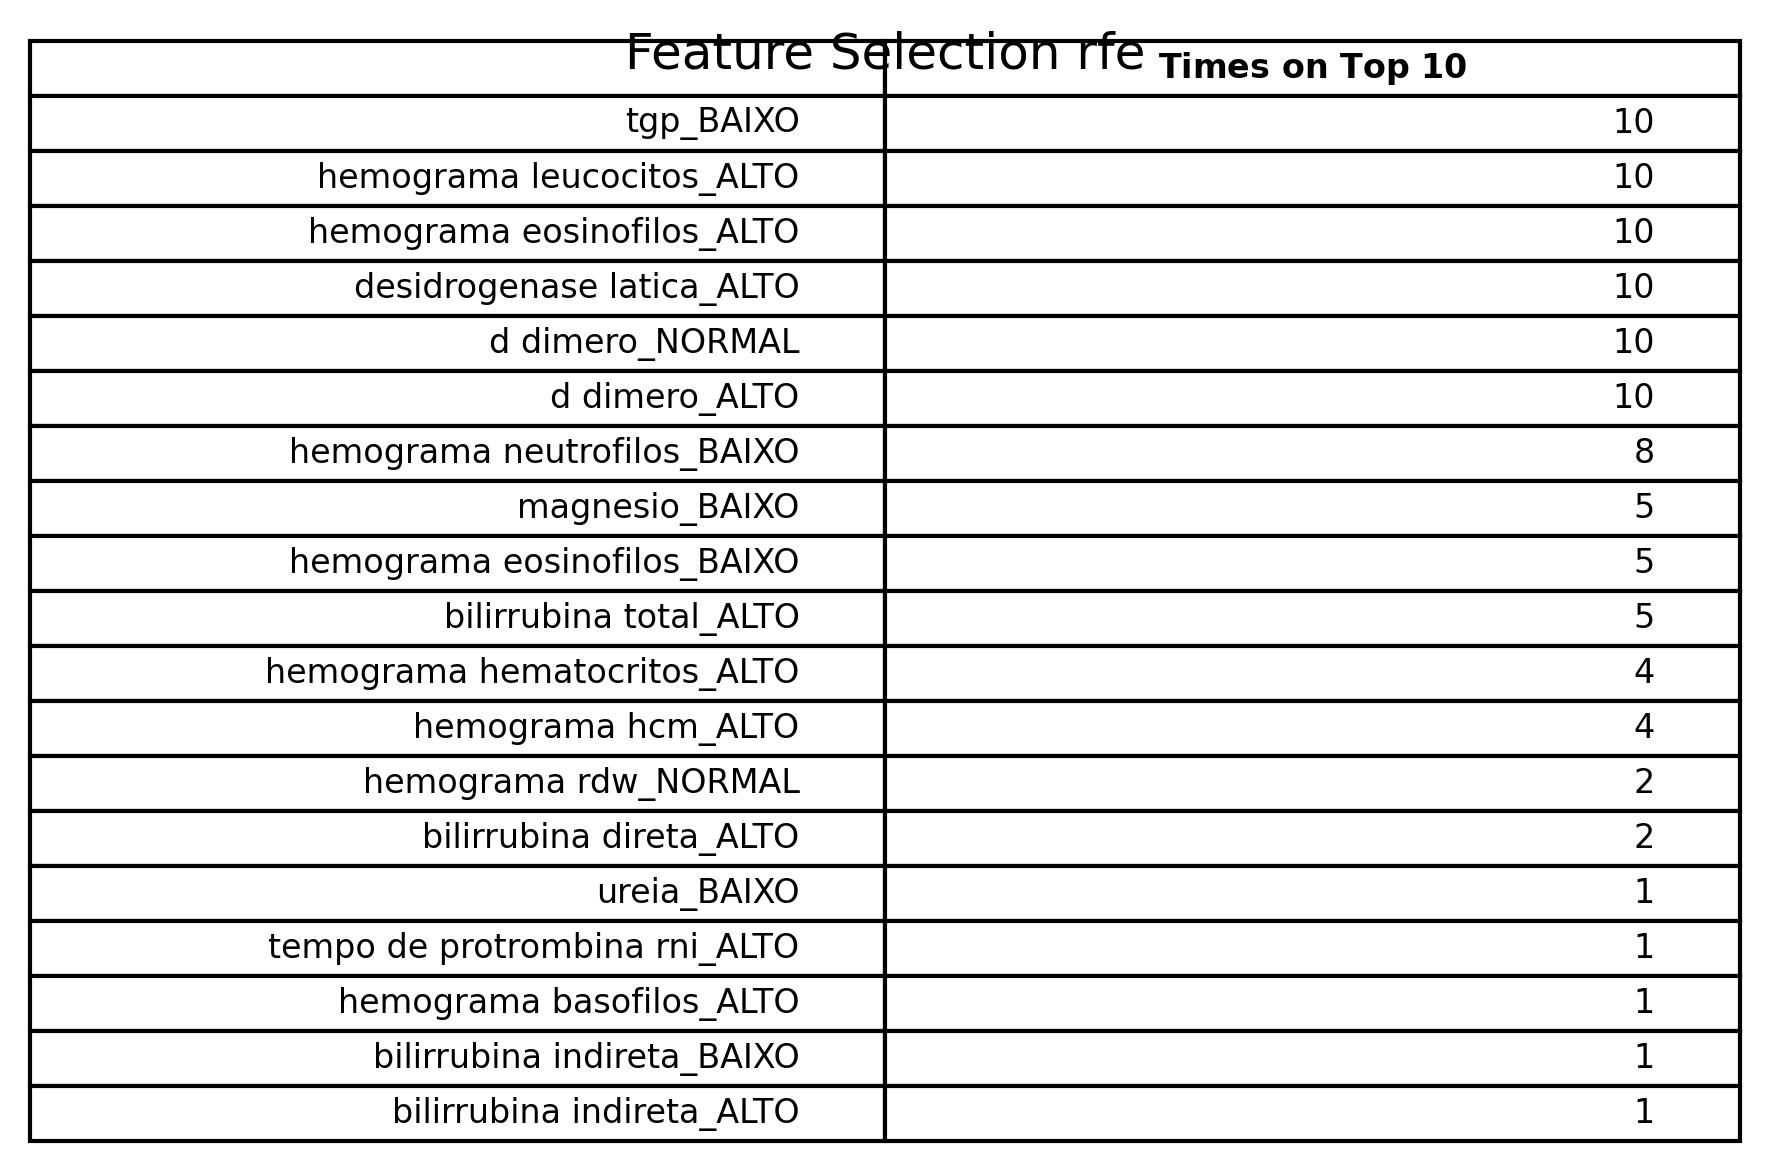 Feature Selection rfe
Times on Top 10
tgp_BAIXO 10
hemograma leucocitos_ALTO 10
hemograma eosinofilos_ALTO 10
desidrogenase latica_ALTO 10
d dimero_NORMAL 10
d dimero_ALTO 10
hemograma neutrofilos_BAIXO 8
magnesio_BAIXO 5
hemograma eosinofilos_BAIXO 5
bilirrubina total_ALTO 5
hemograma hematocritos_ALTO 4
hemograma hcm_ALTO 4
hemograma rdw_NORMAL 2
bilirrubina direta_ALTO 2
ureia_BAIXO 1
tempo de protrombina rni_ALTO 1
hemograma basofilos_ALTO 1
bilirrubina indireta_BAIXO 1
bilirrubina indireta_ALTO 1